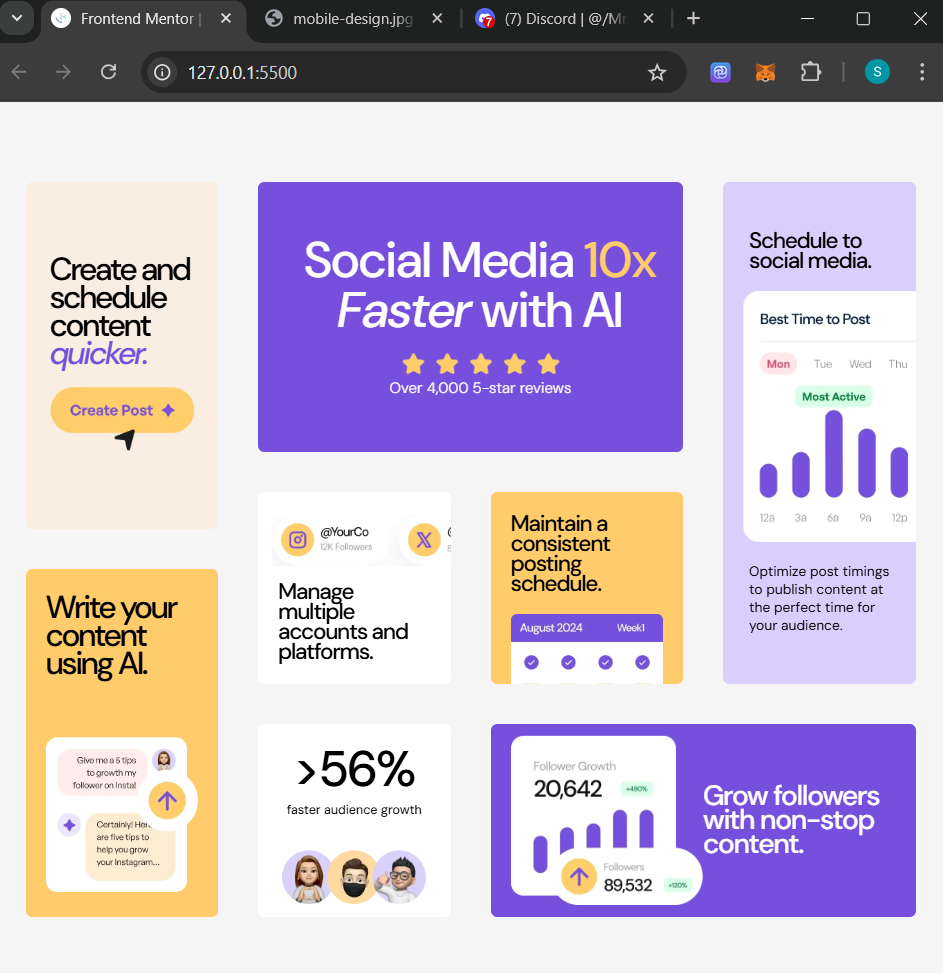 Frontend Mentor |
mobile-design.jpg
(7) Discord | @/Mr
7
127.0.0.1:5500
S
Create and
schedule
content
quicker.
Create Post
Social Media 10x
Faster with AI
Over 4,000 5-star reviews
Schedule to
social media.
Best Time to Post
Mon Tue Wed Thu
Most Active
12a 3a 6a 9a 12p
Optimize post timings
to publish content at
the perfect time for
your audience.
Write your
content
using AI.
Give me a 5 tips
to growth my
follower on Insta!
Certainly! Her
are five tips to
help you grow
your Instagram...
@YourCo
12K Followers
Manage
multiple
accounts and
platforms.
Maintain a
consistent
posting
schedule.
August 2024 Week1
>56%
faster audience growth
Follower Growth
20,642 +490%
Followers
89,532 +120%
Grow followers
with non-stop
content.